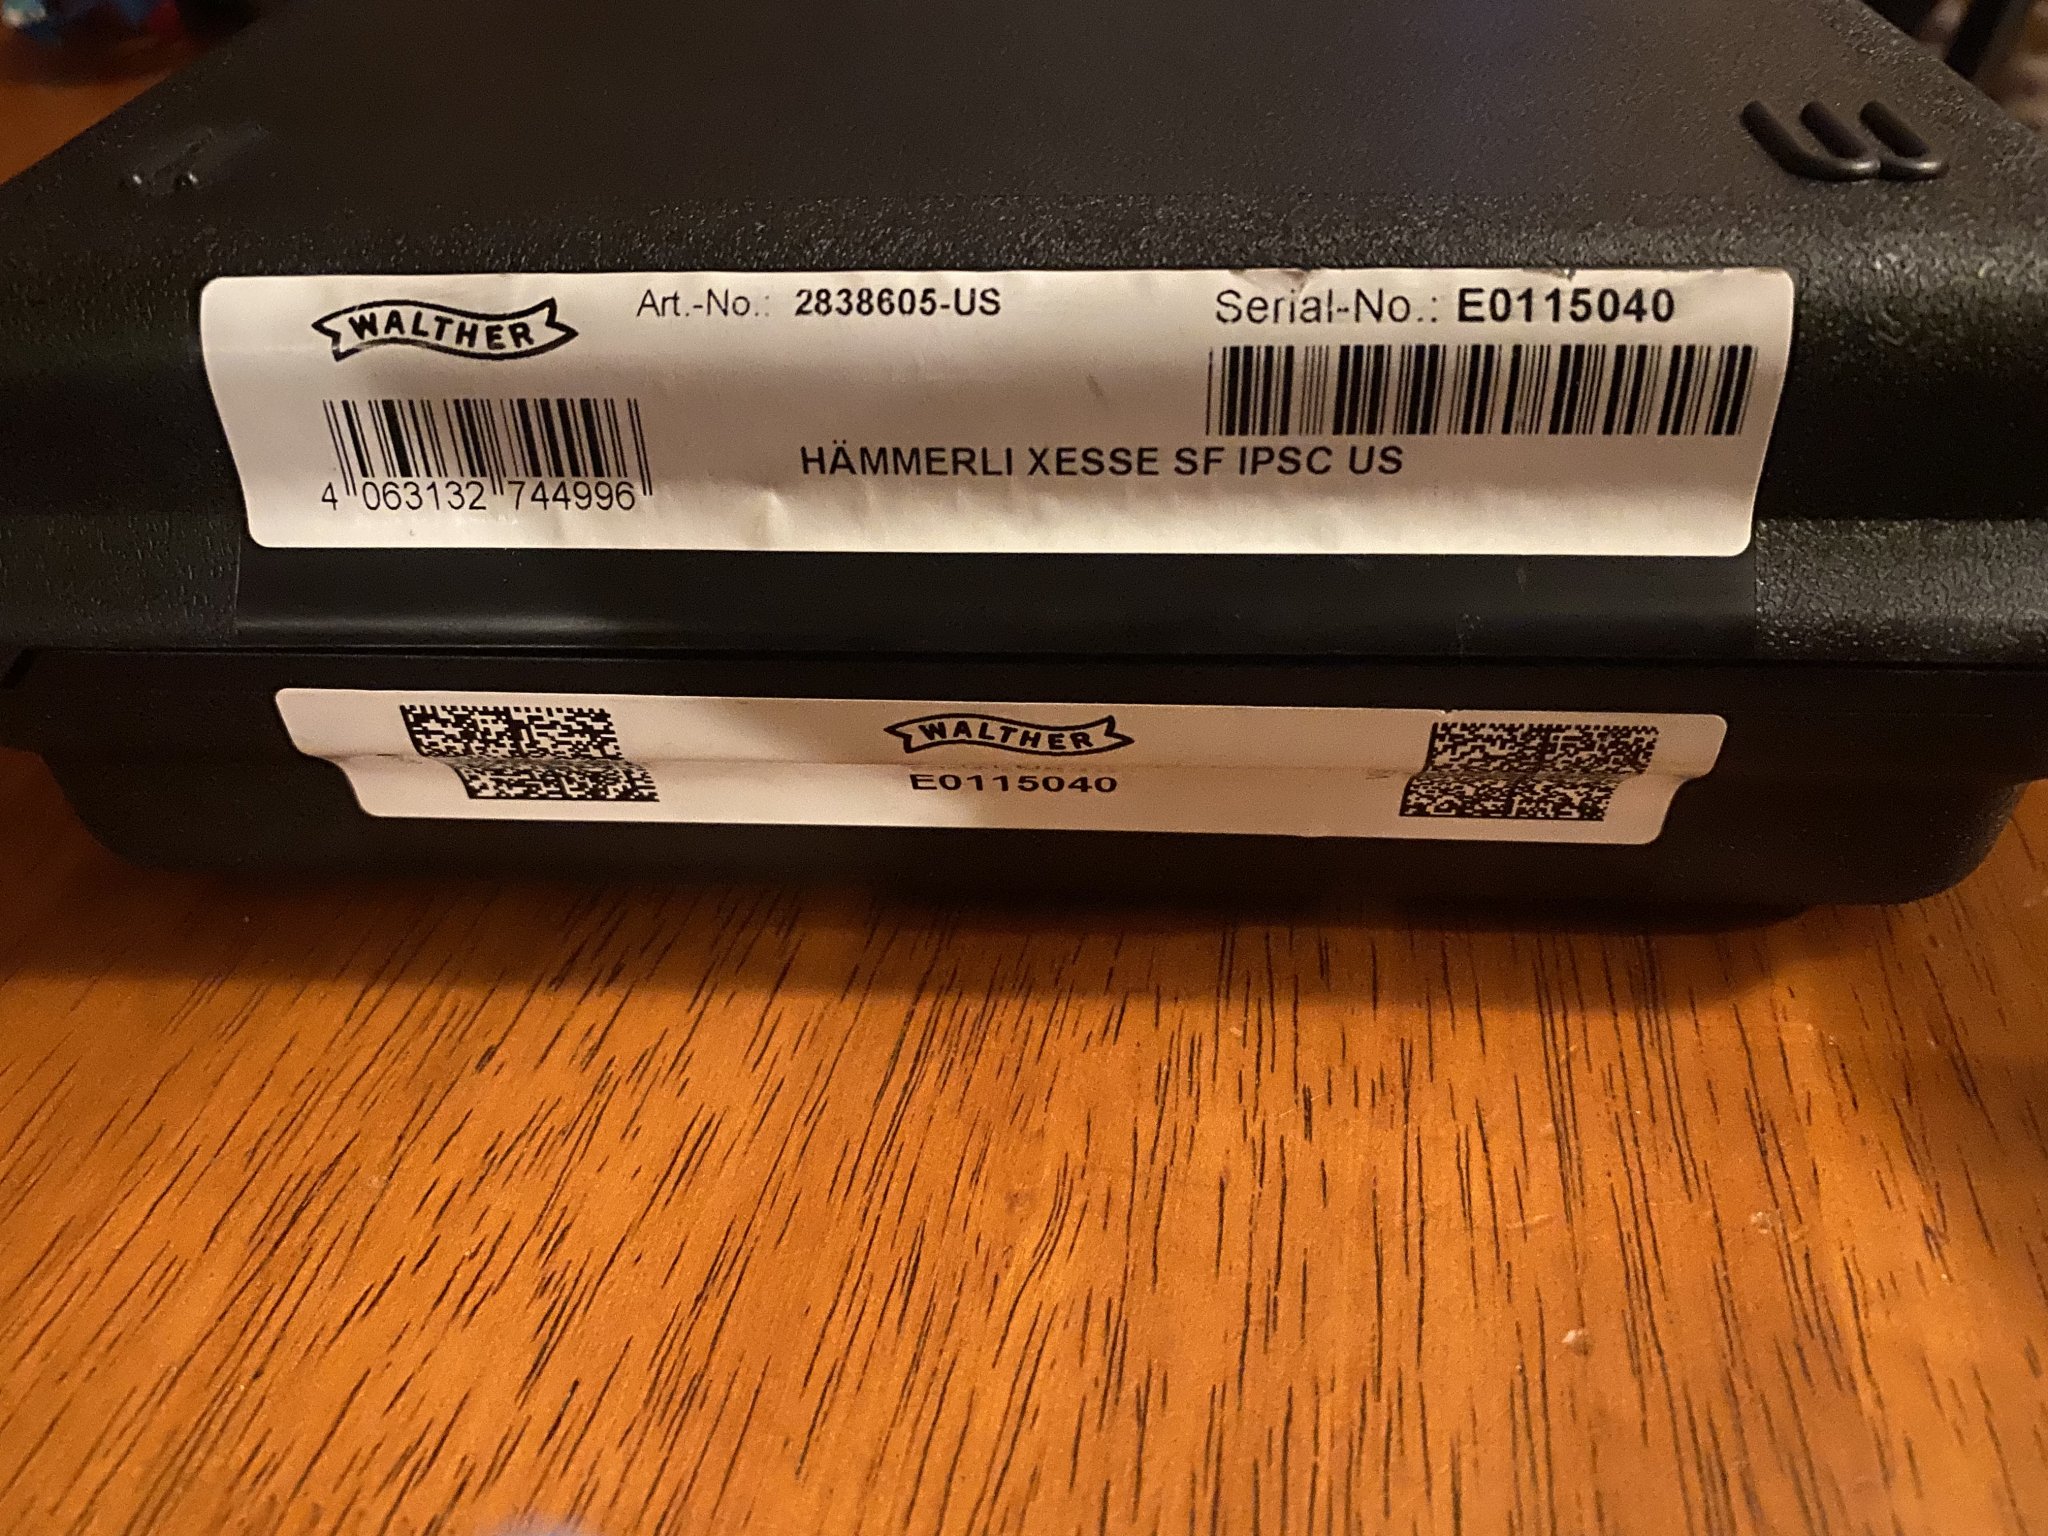 WALTHER
Art.-No.: 2838605-US
Serial-No.: E0115040
4 063132 744996
HÄMMERLI XESSE SF IPSC US
WALTHER
E0115040